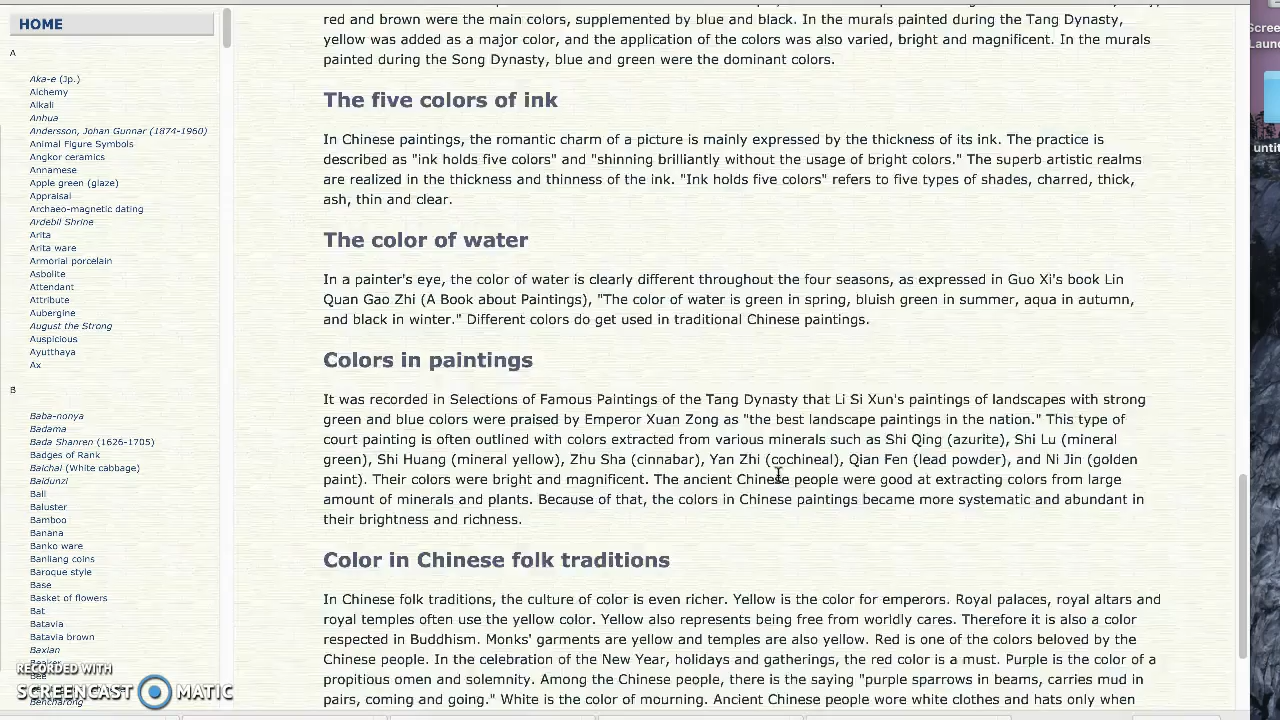 HOME
A
Aka-e (Jp.)
Alchemy
Alkali
Anhua
Andersson, Johan Gunnar (1874-1960)
Animal Figure Symbols
Angkor ceramics
Annamese
Apple green (glaze)
Appraisal
Archaeo-magnetic dating
Ardebil Shrine
Arita
Arita ware
Armorial porcelain
Asbolite
Attendant
Attribute
Aubergine
August the Strong
Auspicious
Ayutthaya
Ax
B
Baba-nonya
Badama
Bada Shanren (1626-1705)
Badges of Rank
Baichai (White cabbage)
Baidunzi
Ball
Baluster
Bamboo
Banana
Banko ware
Banliang coins
Baroque style
Base
Basket of flowers
Bat
Batavia
Batavia brown
Baxlan
RECORDED WITH
SCREENCAST MATIC
red and brown were the main colors, supplemented by blue and black. In the murals painted during the Tang Dynasty,
yellow was added as a major color, and the application of the colors was also varied, bright and magnificent. In the murals
painted during the Song Dynasty, blue and green were the dominant colors.
The five colors of ink
In Chinese paintings, the romantic charm of a picture is mainly expressed by the thickness of its ink. The practice is
described as "ink holds five colors" and "shinning brilliantly without the usage of bright colors." The superb artistic realms
are realized in the thickness and thinness of the ink. "Ink holds five colors" refers to five types of shades, charred, thick,
ash, thin and clear.
The color of water
In a painter's eye, the color of water is clearly different throughout the four seasons, as expressed in Guo Xi's book Lin
Quan Gao Zhi (A Book about Paintings), "The color of water is green in spring, bluish green in summer, aqua in autumn,
and black in winter." Different colors do get used in traditional Chinese paintings.
Colors in paintings
It was recorded in Selections of Famous Paintings of the Tang Dynasty that Li Si Xun's paintings of landscapes with strong
green and blue colors were praised by Emperor Xuan Zong as "the best landscape paintings in the nation." This type of
court painting is often outlined with colors extracted from various minerals such as Shi Qing (azurite), Shi Lu (mineral
green), Shi Huang (mineral yellow), Zhu Sha (cinnabar), Yan Zhi (cochineal), Qian Fen (lead powder), and Ni Jin (golden
paint). Their colors were bright and magnificent. The ancient Chinese people were good at extracting colors from large
amount of minerals and plants. Because of that, the colors in Chinese paintings became more systematic and abundant in
their brightness and richness.
Color in Chinese folk traditions
In Chinese folk traditions, the culture of color is even richer. Yellow is the color for emperors. Royal palaces, royal altars and
royal temples often use the yellow color. Yellow also represents being free from worldly cares. Therefore it is also a color
respected in Buddhism. Monks' garments are yellow and temples are also yellow. Red is one of the colors beloved by the
Chinese people. In the celebration of the New Year, holidays and gatherings, the red color is a must. Purple is the color of a
propitious omen and solemnity. Among the Chinese people, there is the saying "purple sparrows in beams, carries mud in
pairs, coming and going." White is the color of mourning. Ancient Chinese people wore white clothes and hats only when
Scree
Laun
unti